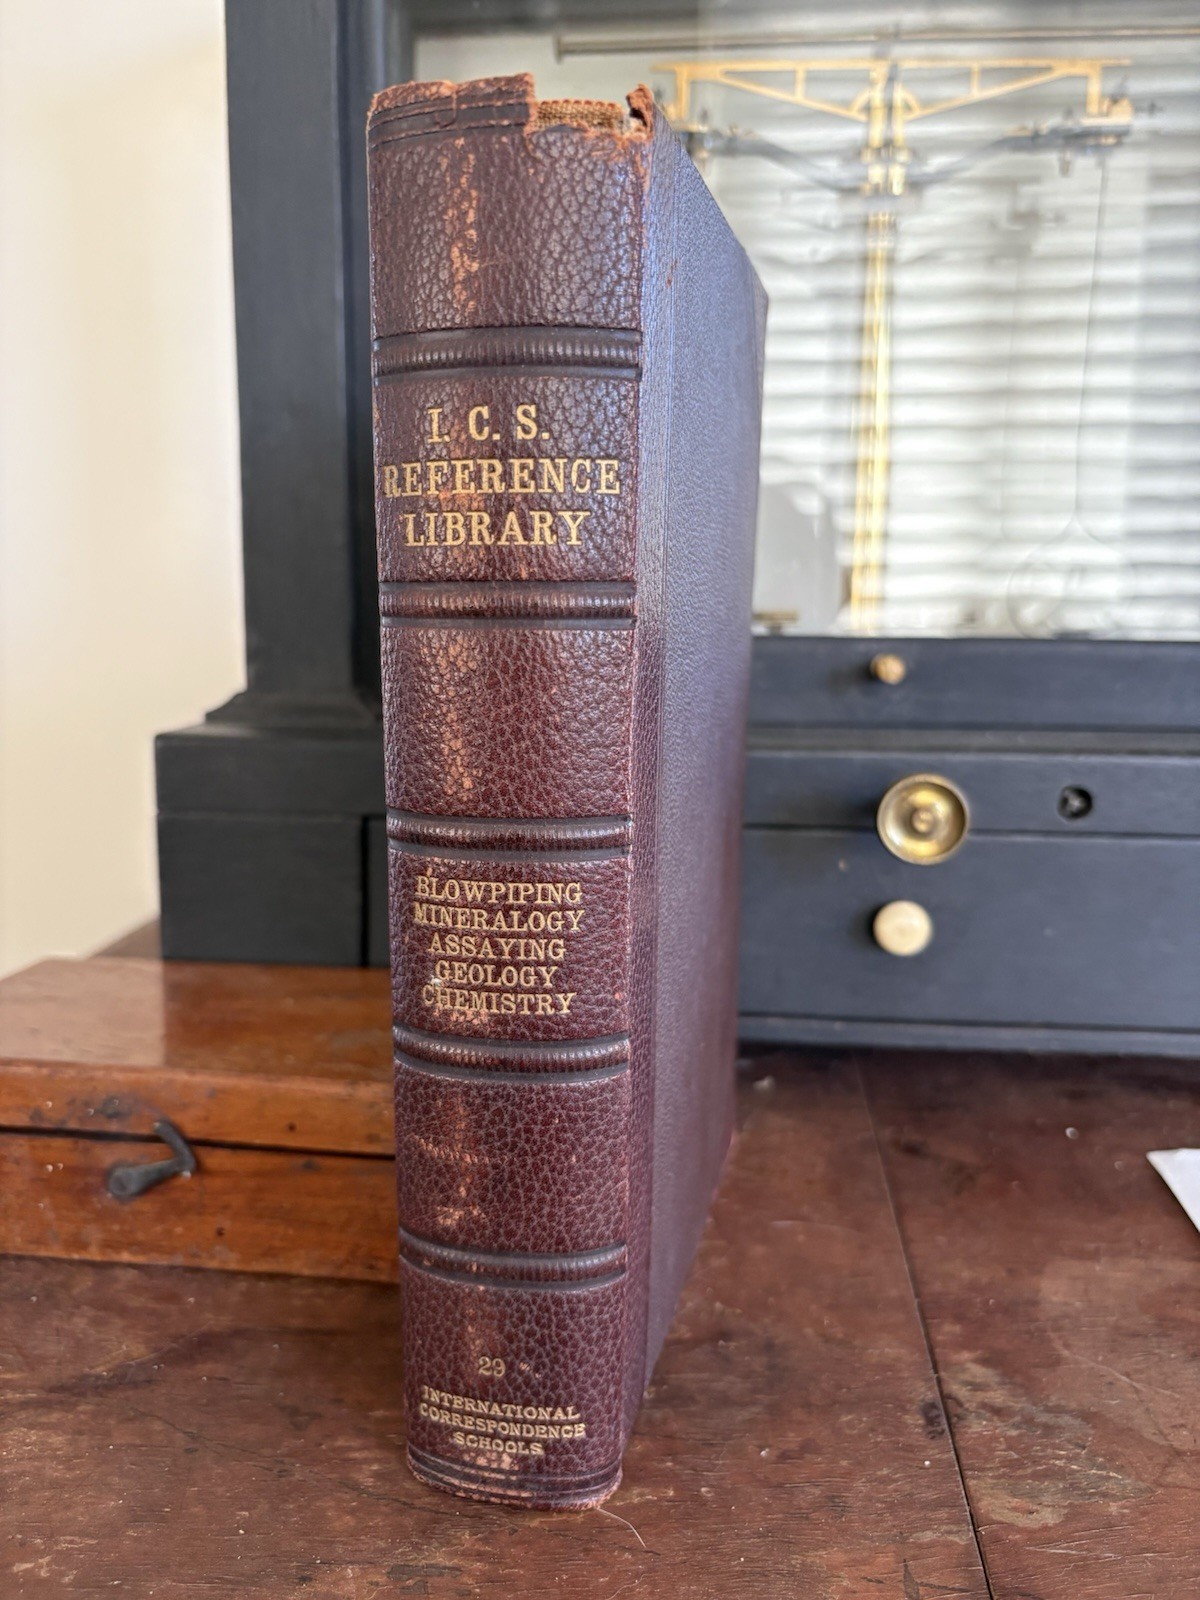 I. C. S.
REFERENCE
LIBRARY
BLOWPIPING
MINERALOGY
ASSAYING
GEOLOGY
CHEMISTRY
29
INTERNATIONAL
CORRESPONDENCE
SCHOOLS